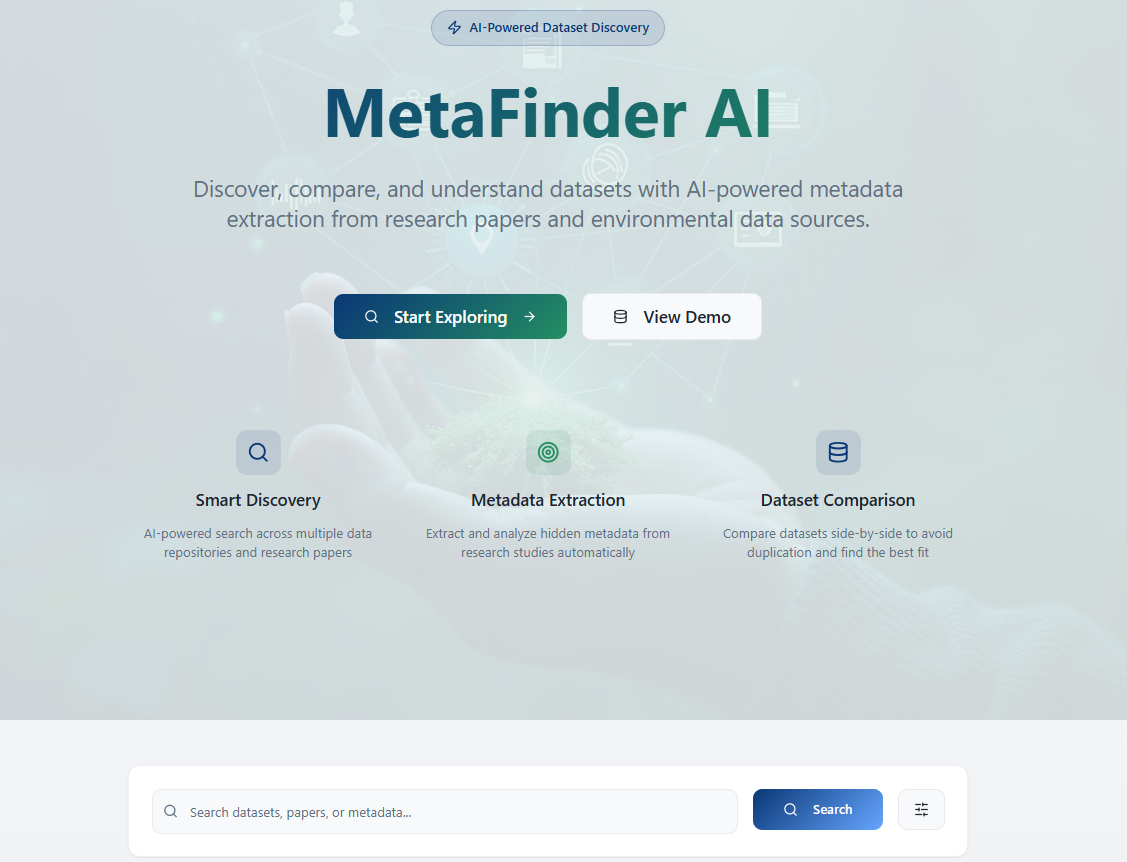 AI-Powered Dataset Discovery
MetaFinder AI
Discover, compare, and understand datasets with AI-powered metadata
extraction from research papers and environmental data sources.
Start Exploring
View Demo
Smart Discovery
AI-powered search across multiple data
repositories and research papers
Metadata Extraction
Extract and analyze hidden metadata from
research studies automatically
Dataset Comparison
Compare datasets side-by-side to avoid
duplication and find the best fit
Search datasets, papers, or metadata...
Search